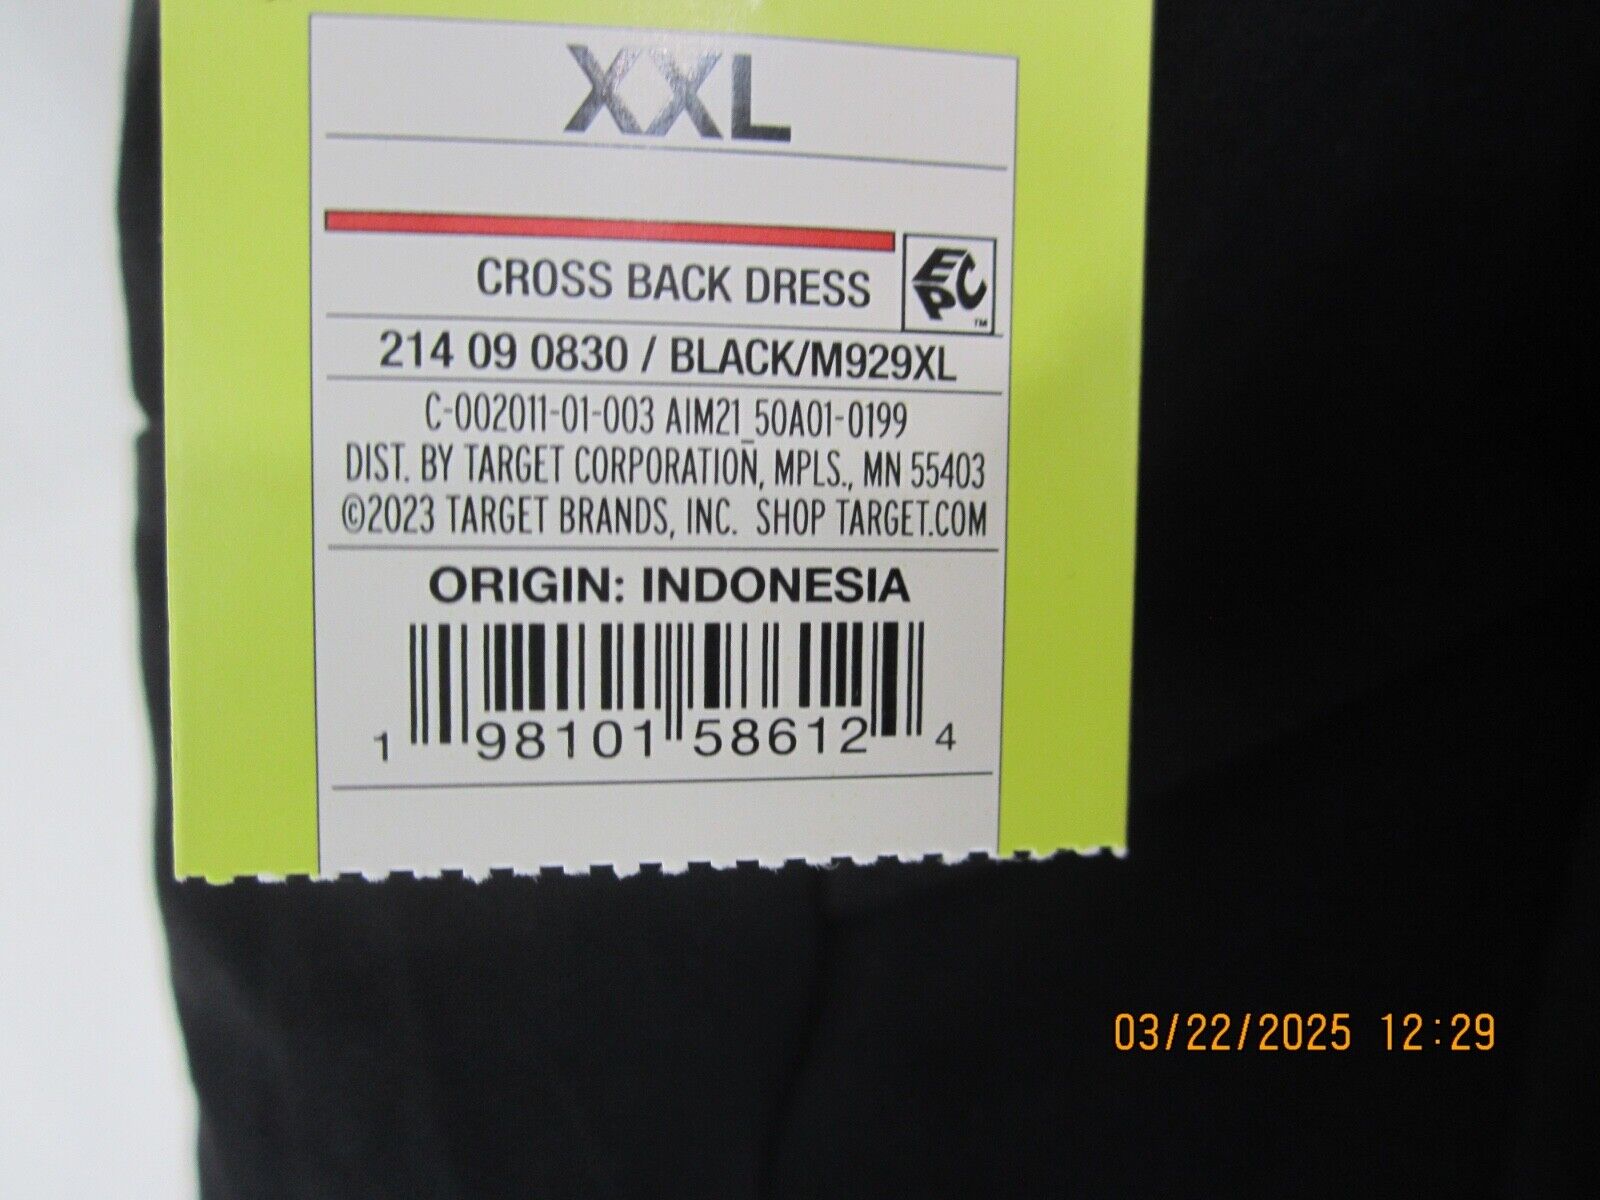 XXL
CROSS BACK DRESS
EPC
™
214 09 0830 / BLACK/M929XL
C-002011-01-003 AIM21_50A01-0199
DIST. BY TARGET CORPORATION, MPLS., MN 55403
©2023 TARGET BRANDS, INC. SHOP TARGET.COM
ORIGIN: INDONESIA
1 98101 58612 4
03/22/2025 12:29